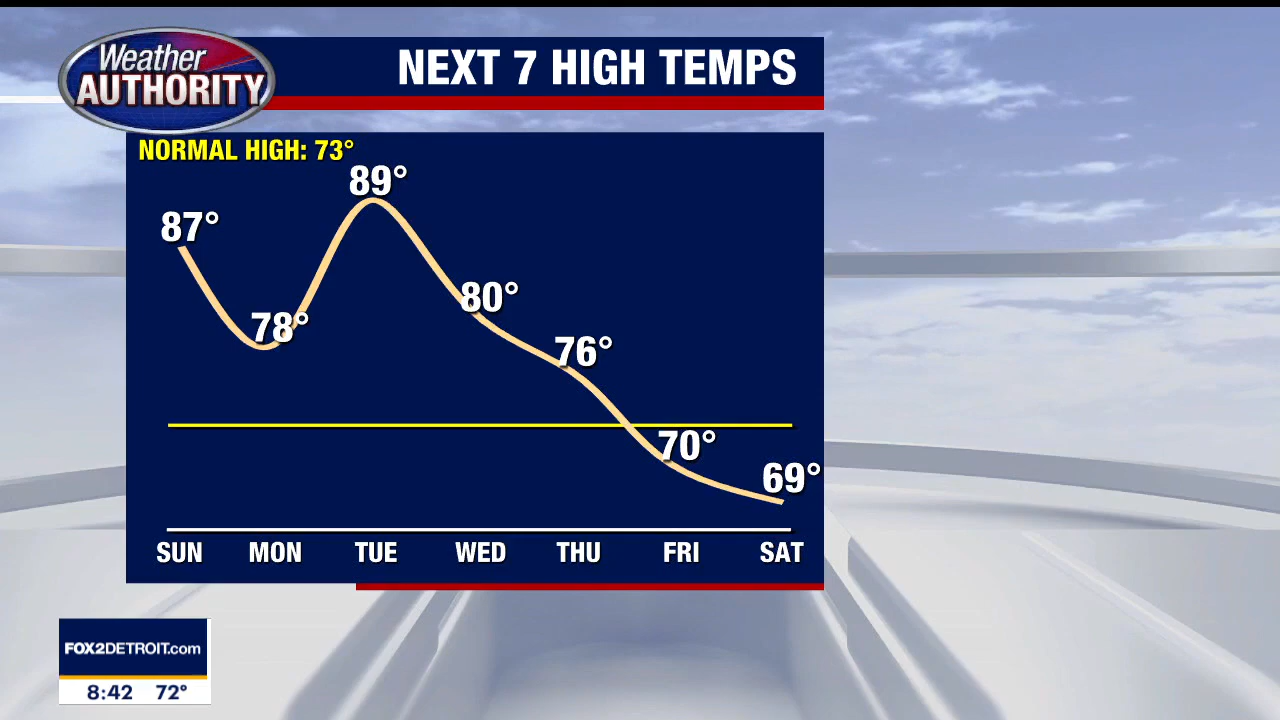 Weather
AUTHORITY
NEXT 7 HIGH TEMPS
NORMAL HIGH: 73°
87°
78°
89°
80°
76°
70°
69°
SUN MON TUE WED THU FRI SAT
FOX2DETROIT.com
8:42 72°